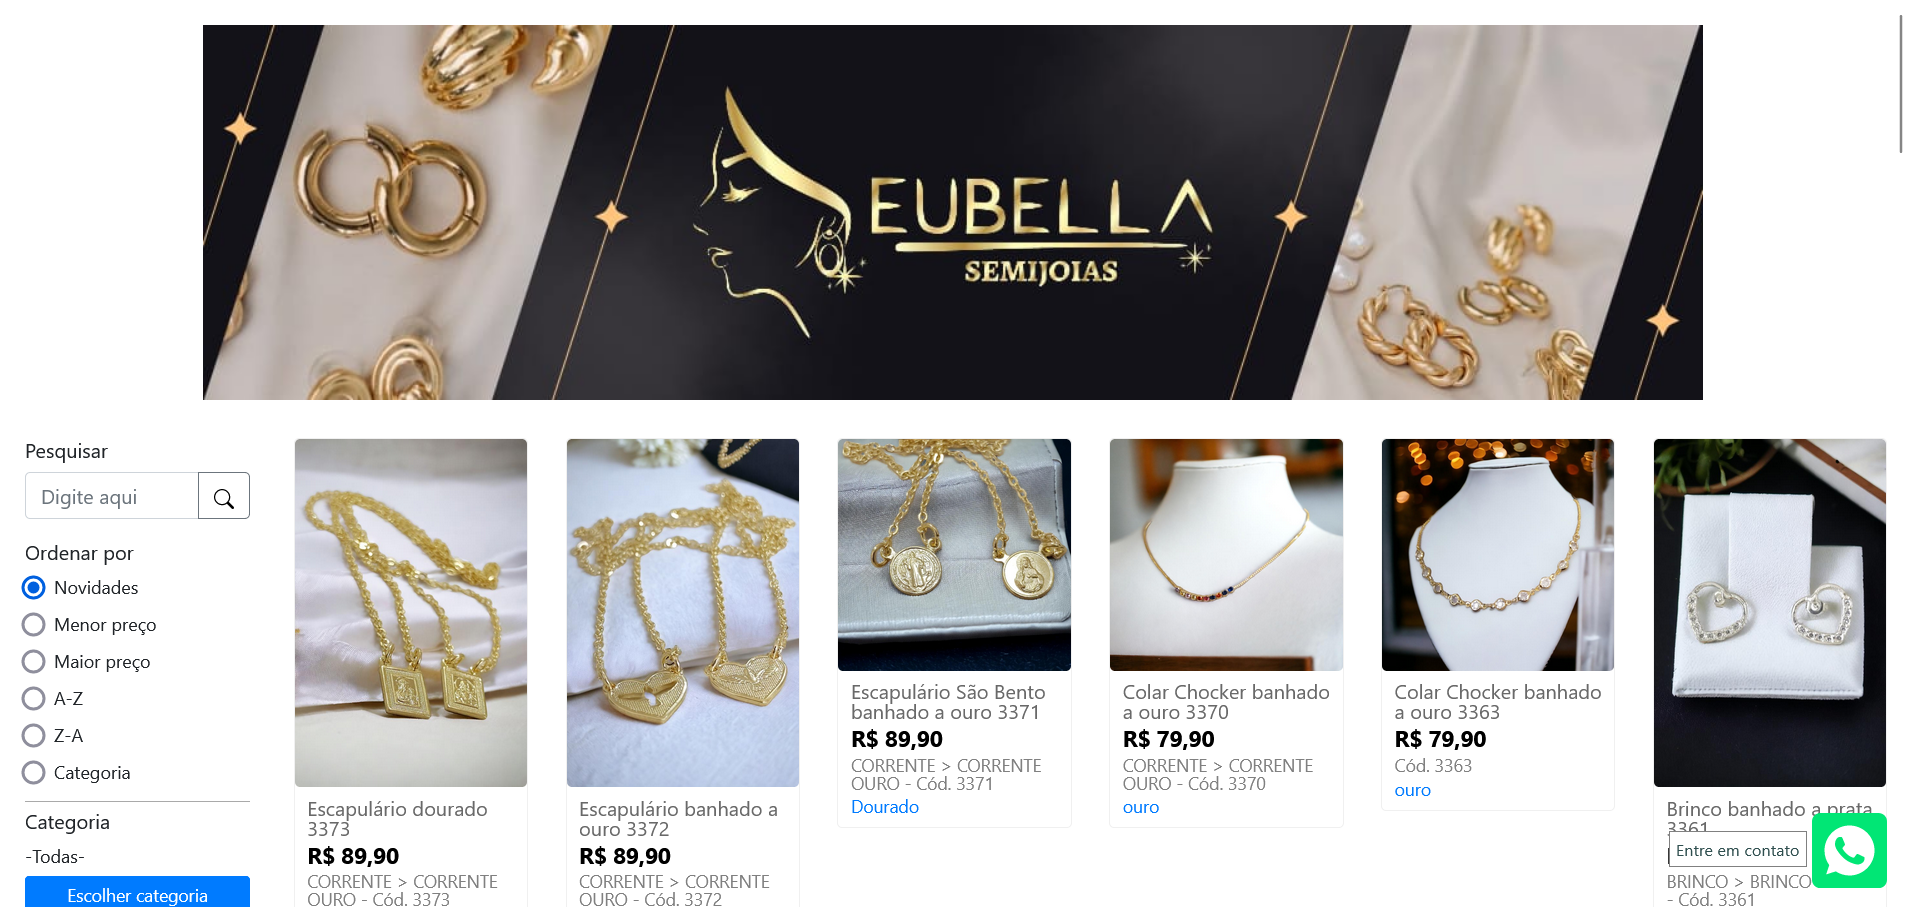 EUBELLA
SEMIJOIAS
Pesquisar
Digite aqui
Ordenar por
Novidades
Menor preço
Maior preço
A-Z
Z-A
Categoria
Categoria
-Todas-
Escolher categoria
Escapulário dourado
3373
R$ 89,90
CORRENTE > CORRENTE
OURO - Cód. 3373
Escapulário banhado a
ouro 3372
R$ 89,90
CORRENTE > CORRENTE
OURO - Cód. 3372
Escapulário São Bento
banhado a ouro 3371
R$ 89,90
CORRENTE > CORRENTE
OURO - Cód. 3371
Dourado
Colar Chocker banhado
a ouro 3370
R$ 79,90
CORRENTE > CORRENTE
OURO - Cód. 3370
ouro
Colar Chocker banhado
a ouro 3363
R$ 79,90
Cód. 3363
ouro
Brinco banhado a prata
3361
BRINCO > BRINCO
- Cód. 3361
Entre em contato